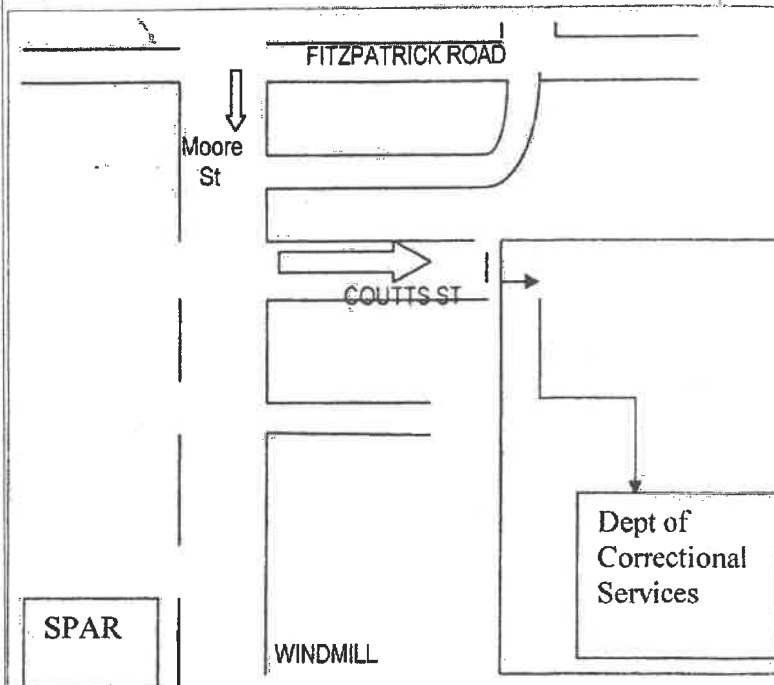 FITZPATRICK ROAD
Moore
St
COUTTS ST
Dept of
Correctional
Services
SPAR
WINDMILL